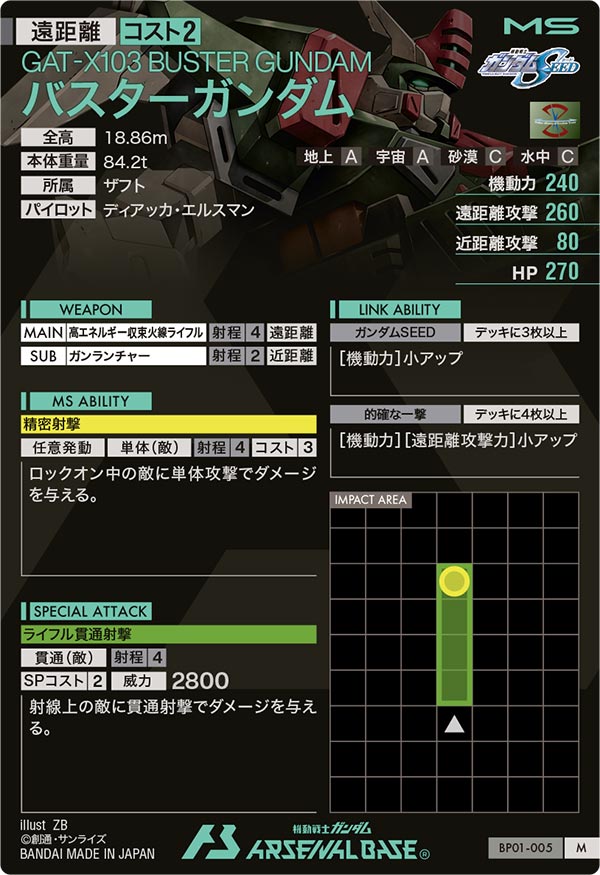 遠距離 コスト2 MS
GAT-X103 BUSTER GUNDAM
バスターガンダム
機動戦士
ガンダムSEED
全高 18.86m
本体重量 84.2t
所属 ザフト
パイロット ディアッカ・エルスマン
地上 A 宇宙 A 砂漠 C 水中 C
機動力 240
遠距離攻撃 260
近距離攻撃 80
HP 270
WEAPON
MAIN 高エネルギー収束火線ライフル 射程 4 遠距離
SUB ガンランチャー 射程 2 近距離
MS ABILITY
精密射撃
任意発動 単体(敵) 射程 4 コスト 3
ロックオン中の敵に単体攻撃でダメージ
を与える。
SPECIAL ATTACK
ライフル貫通射撃
貫通(敵) 射程 4
SPコスト 2 威力 2800
射線上の敵に貫通射撃でダメージを与え
る。
LINK ABILITY
ガンダムSEED デッキに3枚以上
[機動力]小アップ
的確な一撃 デッキに4枚以上
[機動力][遠距離攻撃力]小アップ
IMPACT AREA
illust ZB
©創通・サンライズ
BANDAI MADE IN JAPAN
機動戦士ガンダム
ARSENAL BASE®
BP01-005 M